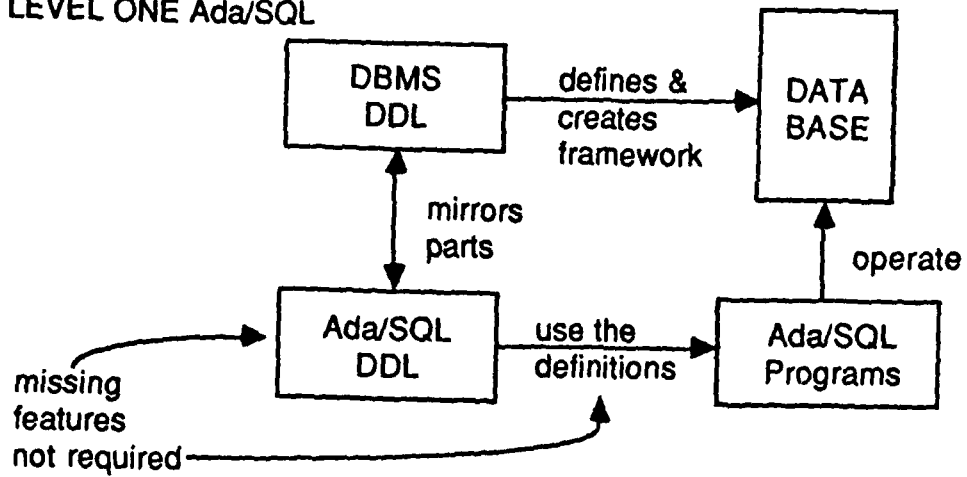 LEVEL ONE Ada/SQL
DBMS
DDL
defines &
creates
framework
DATA
BASE
mirrors
parts
operate
Ada/SQL
DDL
use the
definitions
Ada/SQL
Programs
missing
features
not required